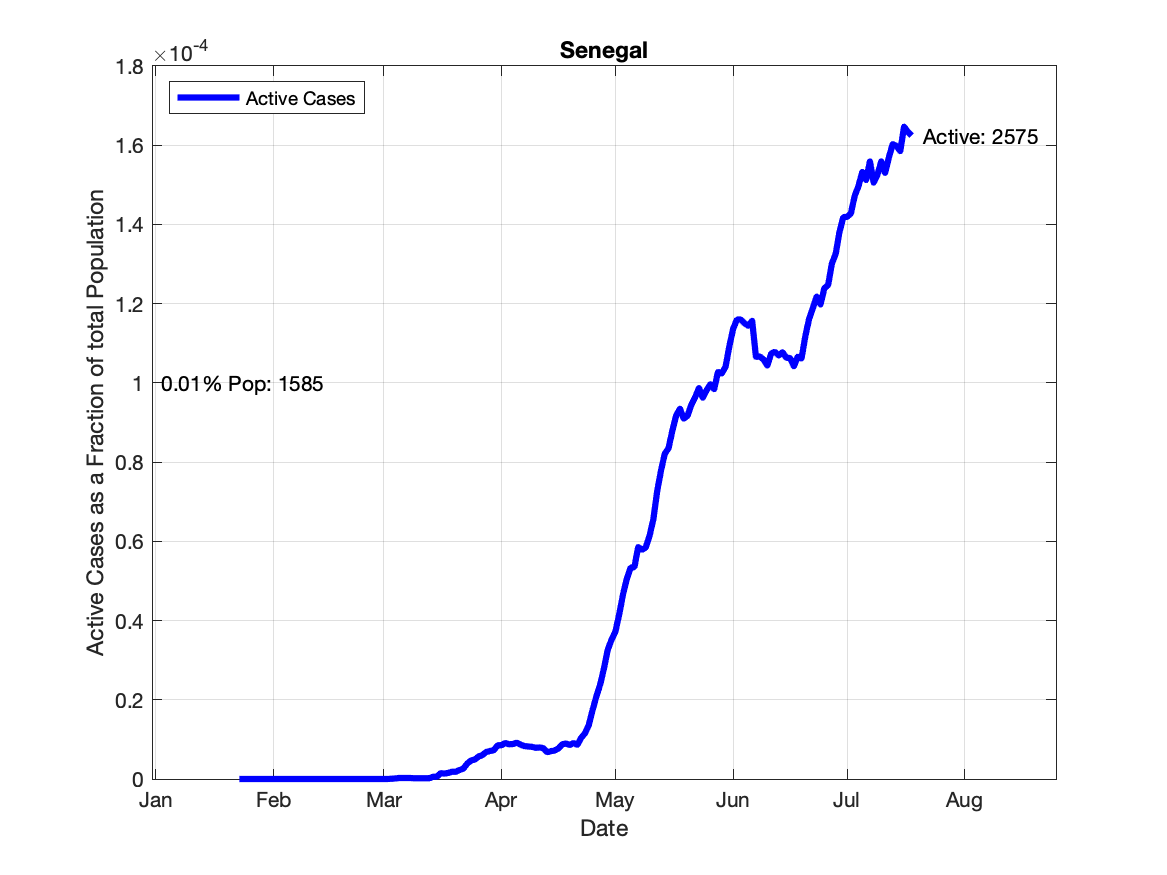 Senegal
×10-4
Active Cases
1.8
1.6
1.4
1.2
1
0.8
0.6
0.4
0.2
0
Active: 2575
0.01% Pop: 1585
Active Cases as a Fraction of total Population
Jan Feb Mar Apr May Jun Jul Aug
Date